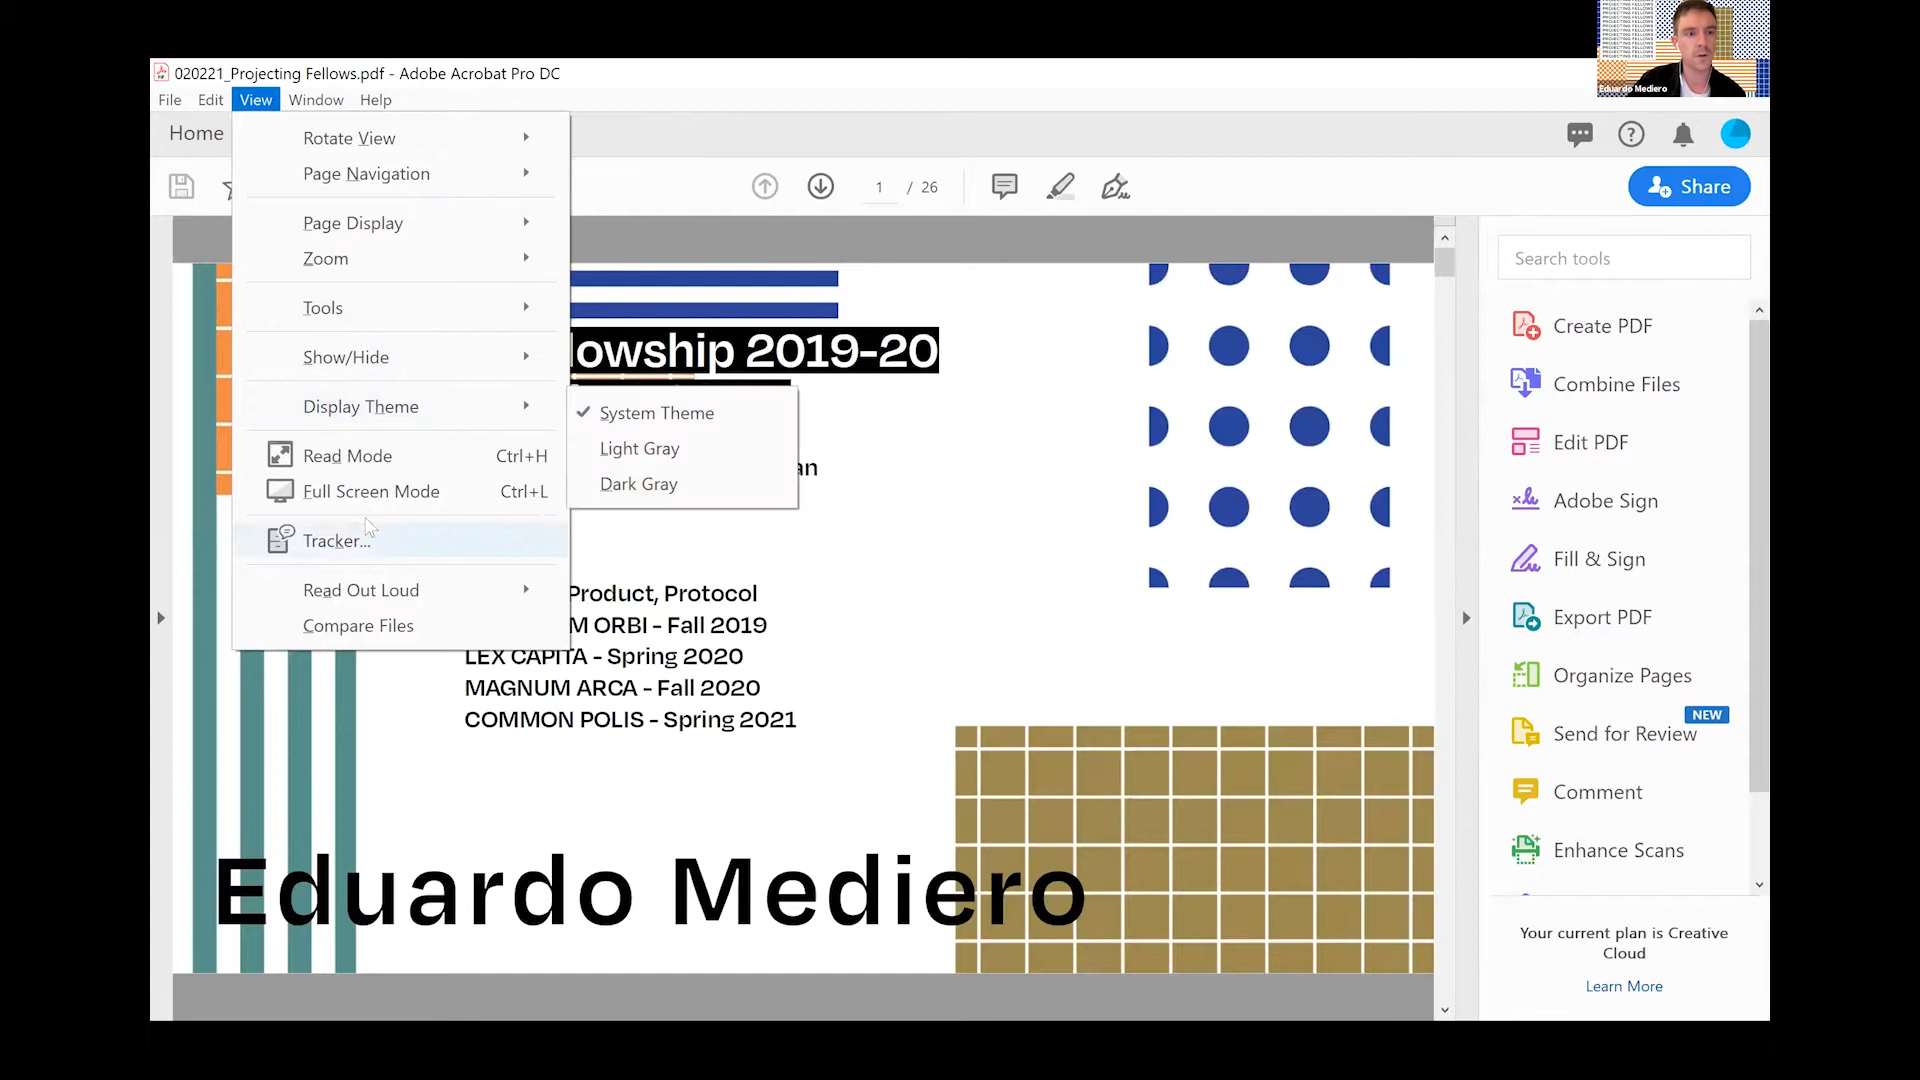 PROJECTING FELLOWS
Eduardo Mediero
020221_Projecting Fellows.pdf - Adobe Acrobat Pro DC
File Edit View Window Help
Home
1 / 26
Share
Rotate View
Page Navigation
Page Display
Zoom
Tools
Show/Hide
Display Theme
Read Mode Ctrl+H
Full Screen Mode Ctrl+L
Tracker...
Read Out Loud
Compare Files
System Theme
Light Gray
Dark Gray
lowship 2019-20
an
Product, Protocol
M ORBI - Fall 2019
LEX CAPITA - Spring 2020
MAGNUM ARCA - Fall 2020
COMMON POLIS - Spring 2021
Eduardo Mediero
Search tools
Create PDF
Combine Files
Edit PDF
Adobe Sign
Fill & Sign
Export PDF
Organize Pages
NEW
Send for Review
Comment
Enhance Scans
Your current plan is Creative
Cloud
Learn More